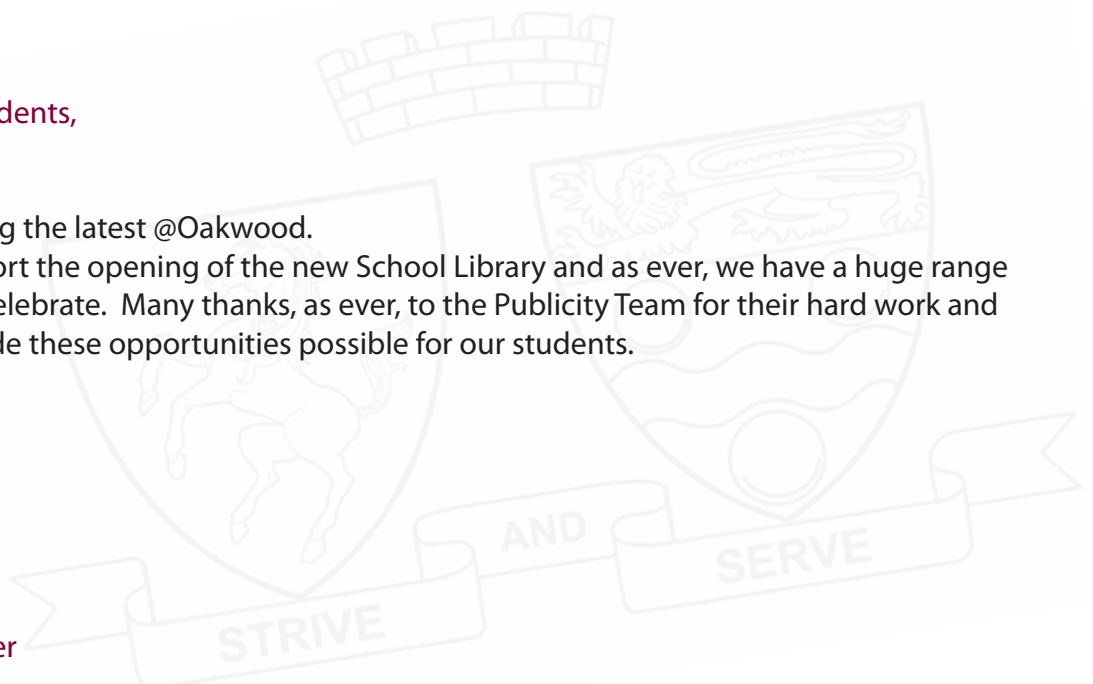 dents,
g the latest @Oakwood.
ort the opening of the new School Library and as ever, we have a huge range
elebrate.  Many thanks, as ever, to the Publicity Team for their hard work and
de these opportunities possible for our students.
STRIVE AND SERVE
er